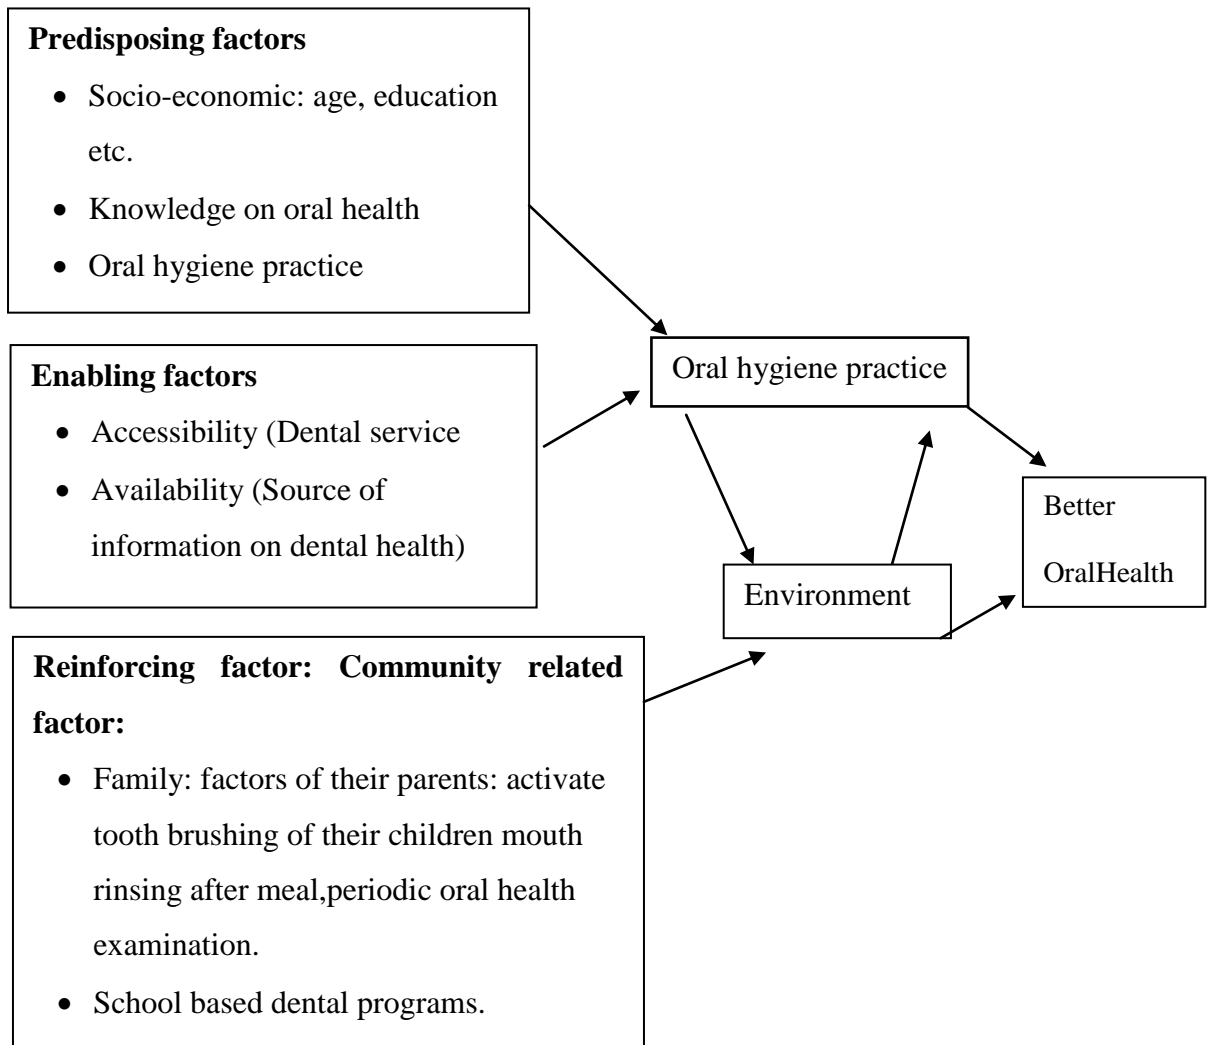 Predisposing factors
• Socio-economic: age, education
etc.
• Knowledge on oral health
• Oral hygiene practice
Enabling factors
• Accessibility (Dental service
• Availability (Source of
information on dental health)
Reinforcing factor: Community related
factor:
• Family: factors of their parents: activate
tooth brushing of their children mouth
rinsing after meal,periodic oral health
examination.
• School based dental programs.
Oral hygiene practice
Environment
Better
OralHealth